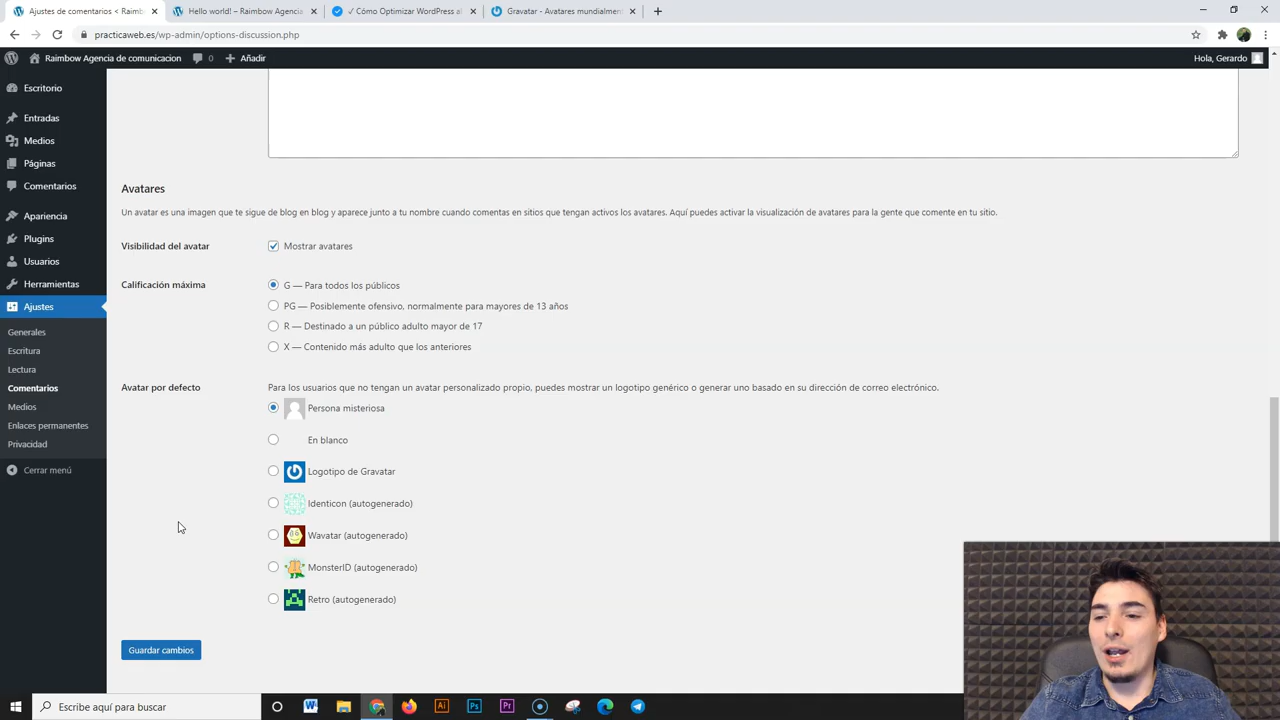 Ajustes de comentarios < Raimb
Hello world! – Raimbow Agencia
✓ Cómo Optimizar WordPress al
Gravatar - Avatares mundialmen
practicaweb.es/wp-admin/options-discussion.php
Raimbow Agencia de comunicacion
0
Añadir
Hola, Gerardo
Escritorio
Entradas
Medios
Páginas
Comentarios
Apariencia
Plugins
Usuarios
Herramientas
Ajustes
Generales
Escritura
Lectura
Comentarios
Medios
Enlaces permanentes
Privacidad
Cerrar menú
Avatares
Un avatar es una imagen que te sigue de blog en blog y aparece junto a tu nombre cuando comentas en sitios que tengan activos los avatares. Aquí puedes activar la visualización de avatares para la gente que comente en tu sitio.
Visibilidad del avatar
Mostrar avatares
Calificación máxima
G — Para todos los públicos
PG — Posiblemente ofensivo, normalmente para mayores de 13 años
R — Destinado a un público adulto mayor de 17
X — Contenido más adulto que los anteriores
Avatar por defecto
Para los usuarios que no tengan un avatar personalizado propio, puedes mostrar un logotipo genérico o generar uno basado en su dirección de correo electrónico.
Persona misteriosa
En blanco
Logotipo de Gravatar
Identicon (autogenerado)
Wavatar (autogenerado)
MonsterID (autogenerado)
Retro (autogenerado)
Guardar cambios
Escribe aquí para buscar
W
Ai
Ps
Pr